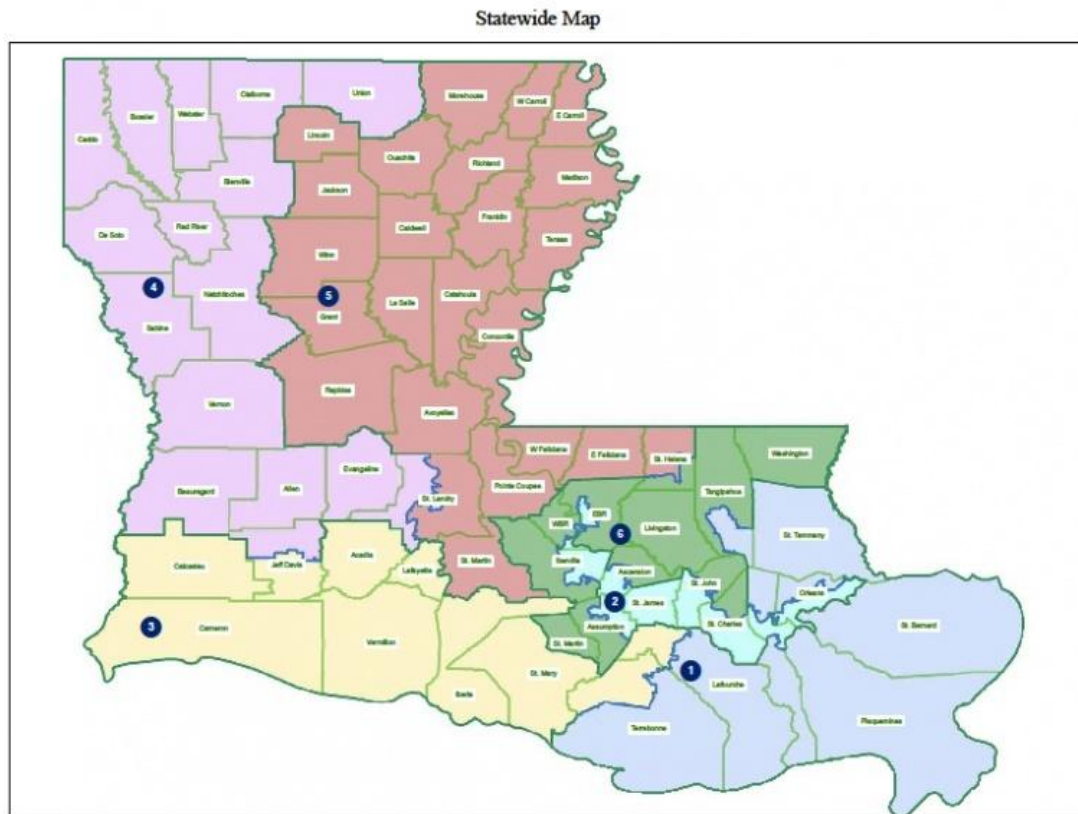 Statewide Map
Claiborne
Union
Morehouse
W Carroll
E Carroll
Caddo
Bossier
Webster
Lincoln
Ouachita
Richland
Madison
Bienville
Jackson
Franklin
Tensas
De Soto
Red River
Winn
Caldwell
4
Natchitoches
5
Grant
La Salle
Catahoula
Sabine
Concordia
Vernon
Rapides
Avoyelles
W Feliciana
E Feliciana
St. Helena
Washington
Beauregard
Allen
Evangeline
St. Landry
Pointe Coupee
Tangipahoa
WBR
EBR
6
Livingston
St. Tammany
Calcasieu
Jeff Davis
Acadia
Lafayette
St. Martin
Iberville
Ascension
St. John
Orleans
2
St. James
St. Charles
St. Bernard
3
Cameron
Vermilion
Assumption
St. Martin
Iberia
St. Mary
1
Lafourche
Terrebonne
Plaquemines